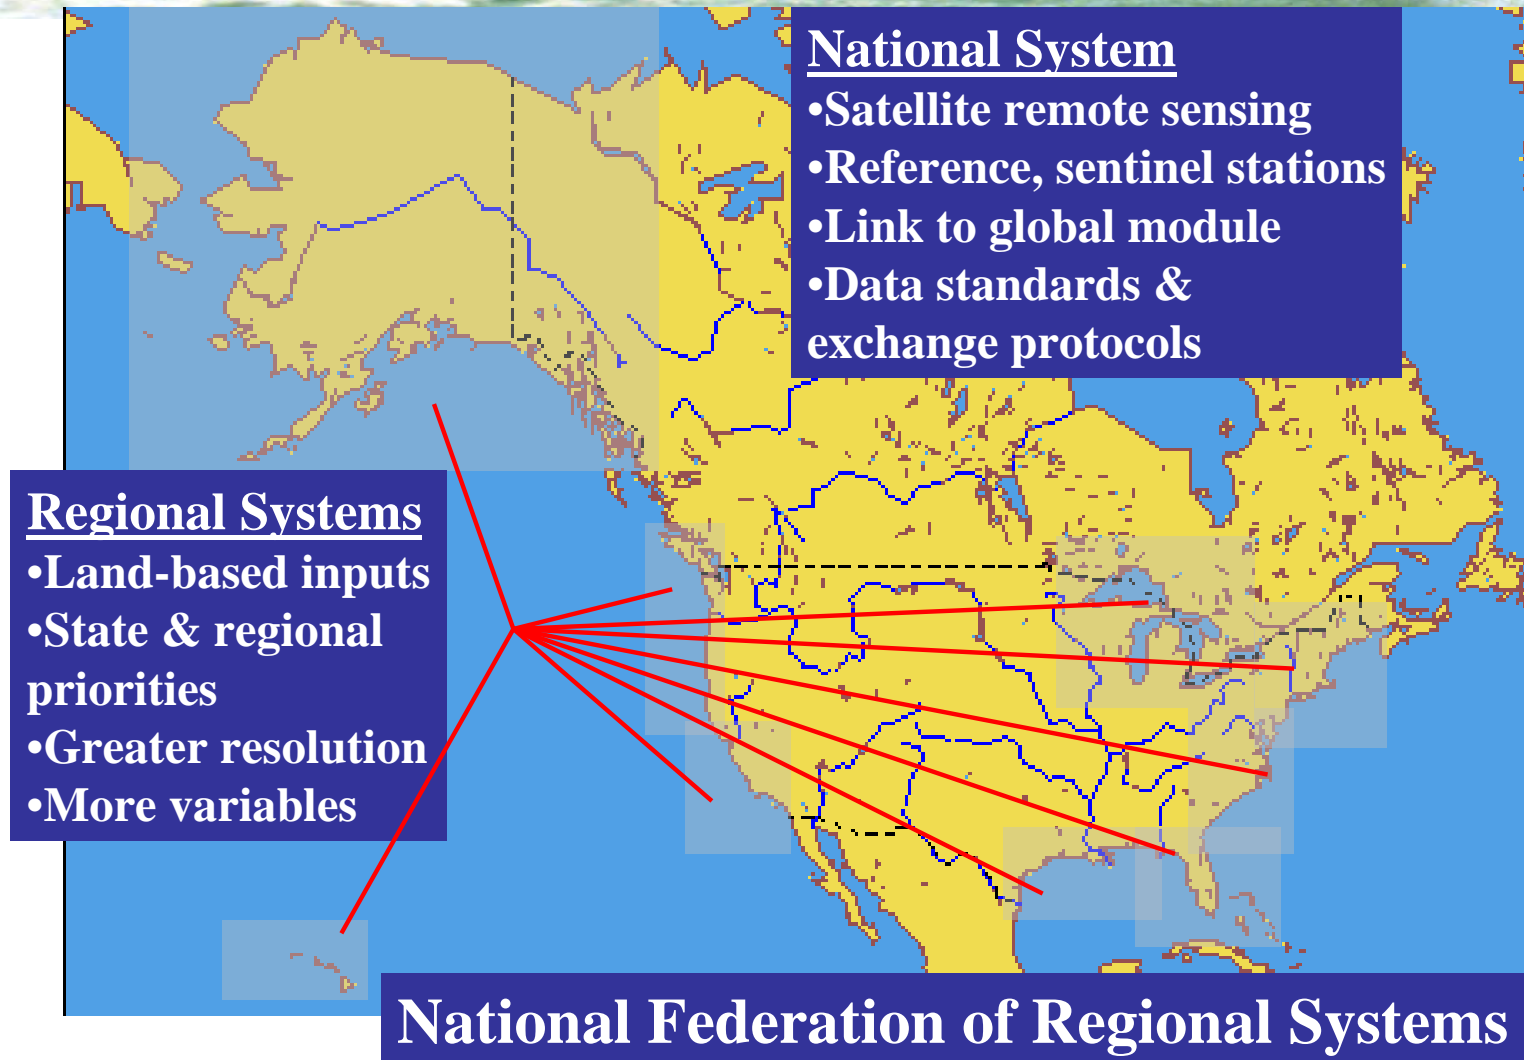 National System
•Satellite remote sensing
•Reference, sentinel stations
•Link to global module
•Data standards &
exchange protocols
Regional Systems
•Land-based inputs
•State & regional
priorities
•Greater resolution
•More variables
National Federation of Regional Systems